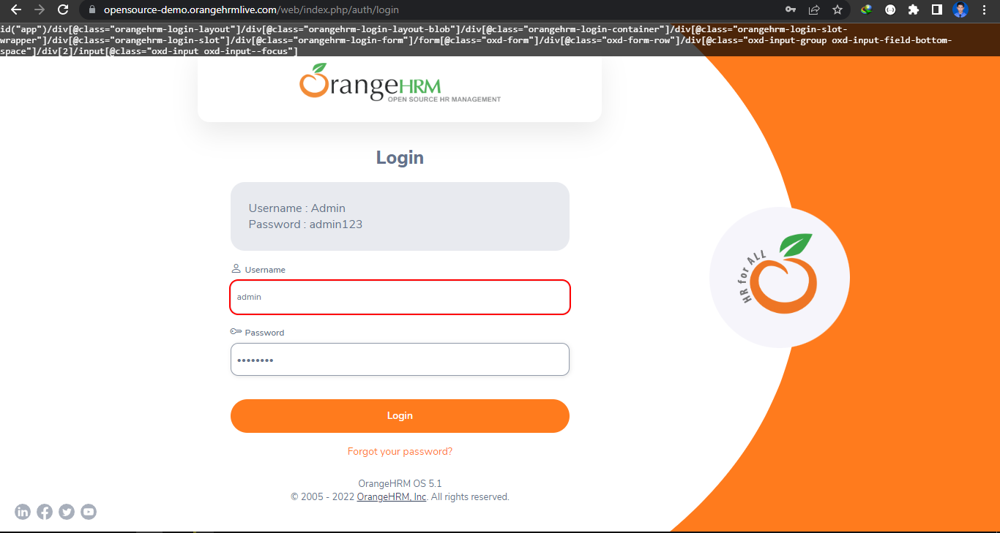 opensource-demo.orangehrmlive.com/web/index.php/auth/login
id("app")/div[@class="orangehrm-login-layout"]/div[@class="orangehrm-login-layout-blob"]/div[@class="orangehrm-login-container"]/div[@class="orangehrm-login-slot-
wrapper"]/div[@class="orangehrm-login-slot"]/div[@class="orangehrm-login-form"]/form[@class="oxd-form"]/div[@class="oxd-form-row"]/div[@class="oxd-input-group oxd-input-field-bottom-
space"]/div[2]/input[@class="oxd-input oxd-input--focus"]
OrangeHRM
OPEN SOURCE HR MANAGEMENT
Login
Username : Admin
Password : admin123
Username
admin
Password
••••••••
Login
Forgot your password?
OrangeHRM OS 5.1
© 2005 - 2022 OrangeHRM, Inc. All rights reserved.
HR for ALL